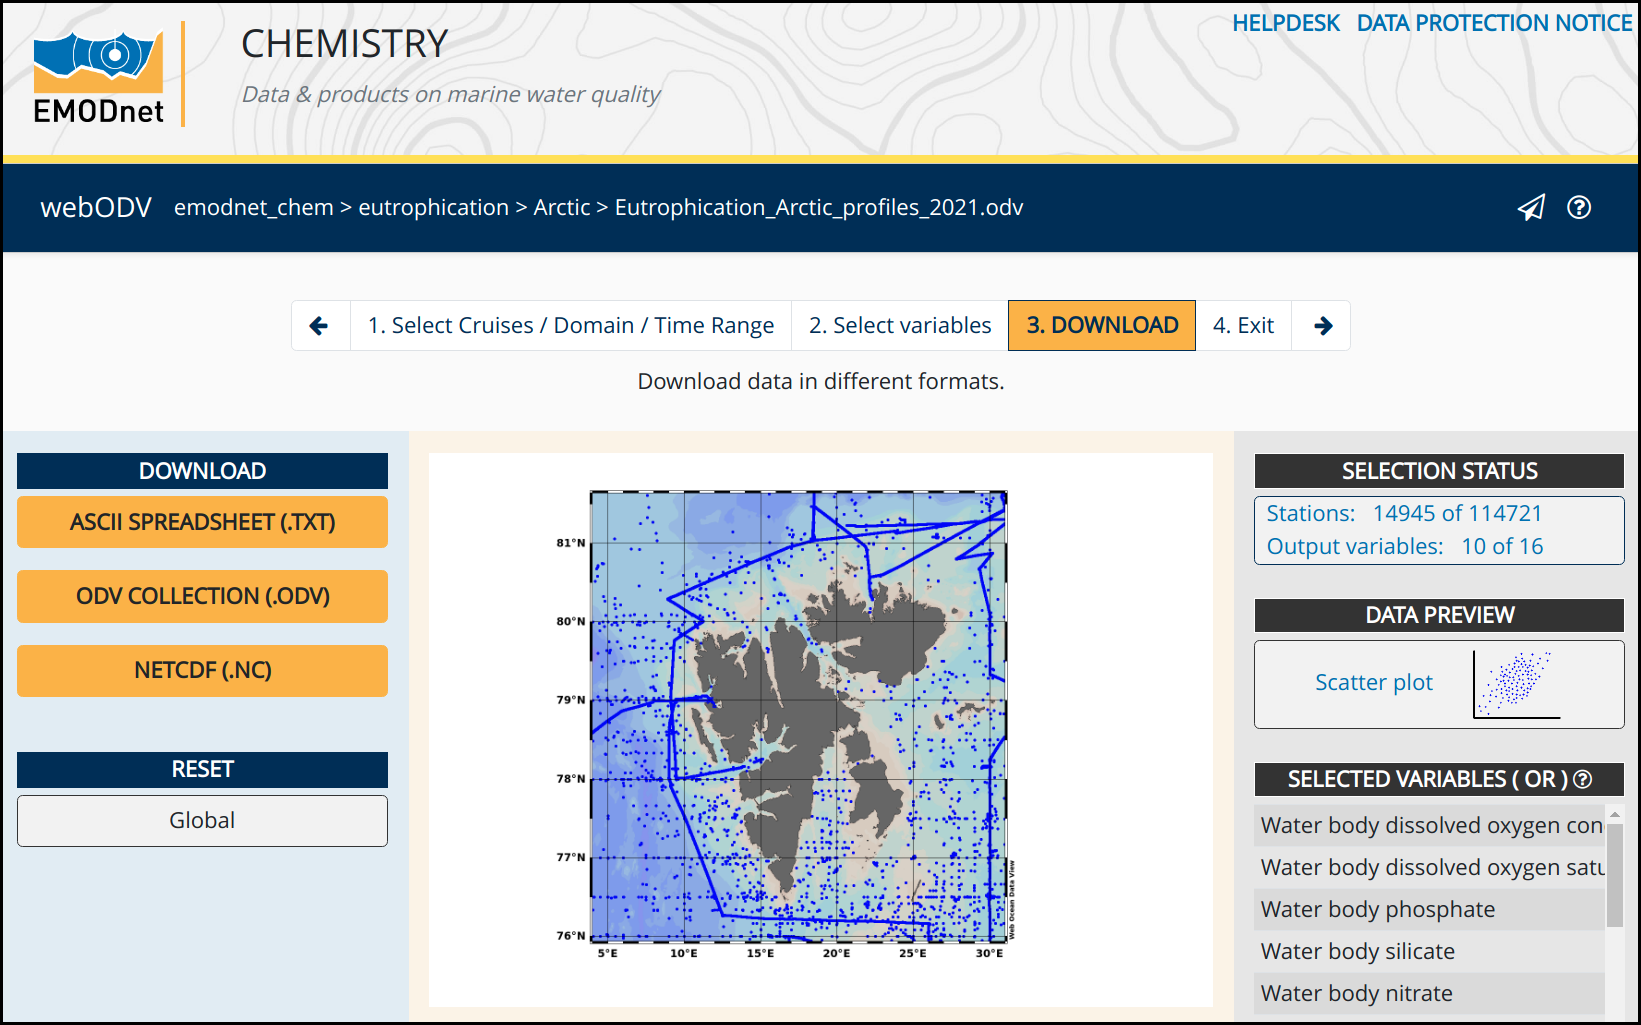 HELPDESK DATA PROTECTION NOTICE
EMODnet
CHEMISTRY
Data & products on marine water quality
webODV emodnet_chem > eutrophication > Arctic > Eutrophication_Arctic_profiles_2021.odv
1. Select Cruises / Domain / Time Range 2. Select variables 3. DOWNLOAD 4. Exit
Download data in different formats.
DOWNLOAD
ASCII SPREADSHEET (.TXT)
ODV COLLECTION (.ODV)
NETCDF (.NC)
RESET
Global
81°N
80°N
79°N
78°N
77°N
76°N
5°E 10°E 15°E 20°E 25°E 30°E
Web Ocean Data View
SELECTION STATUS
Stations: 14945 of 114721
Output variables: 10 of 16
DATA PREVIEW
Scatter plot
SELECTED VARIABLES ( OR )
Water body dissolved oxygen con
Water body dissolved oxygen satu
Water body phosphate
Water body silicate
Water body nitrate